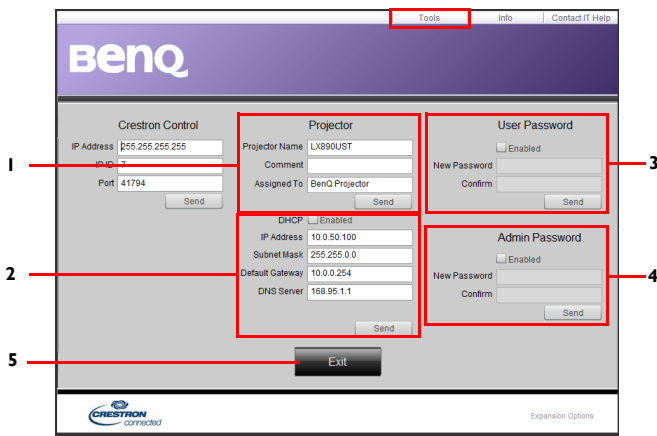 Tools
Info
Contact IT Help
BenQ
Crestron Control
IP Address 255.255.255.255
IP ID 7
Port 41794
Send
Projector
Projector Name LX890UST
Comment
Assigned To BenQ Projector
Send
DHCP Enabled
IP Address 10.0.50.100
Subnet Mask 255.255.0.0
Default Gateway 10.0.0.254
DNS Server 168.95.1.1
Send
User Password
Enabled
New Password
Confirm
Send
Admin Password
Enabled
New Password
Confirm
Send
Exit
1
2
3
4
5
CRESTRON
connected
Expansion Options